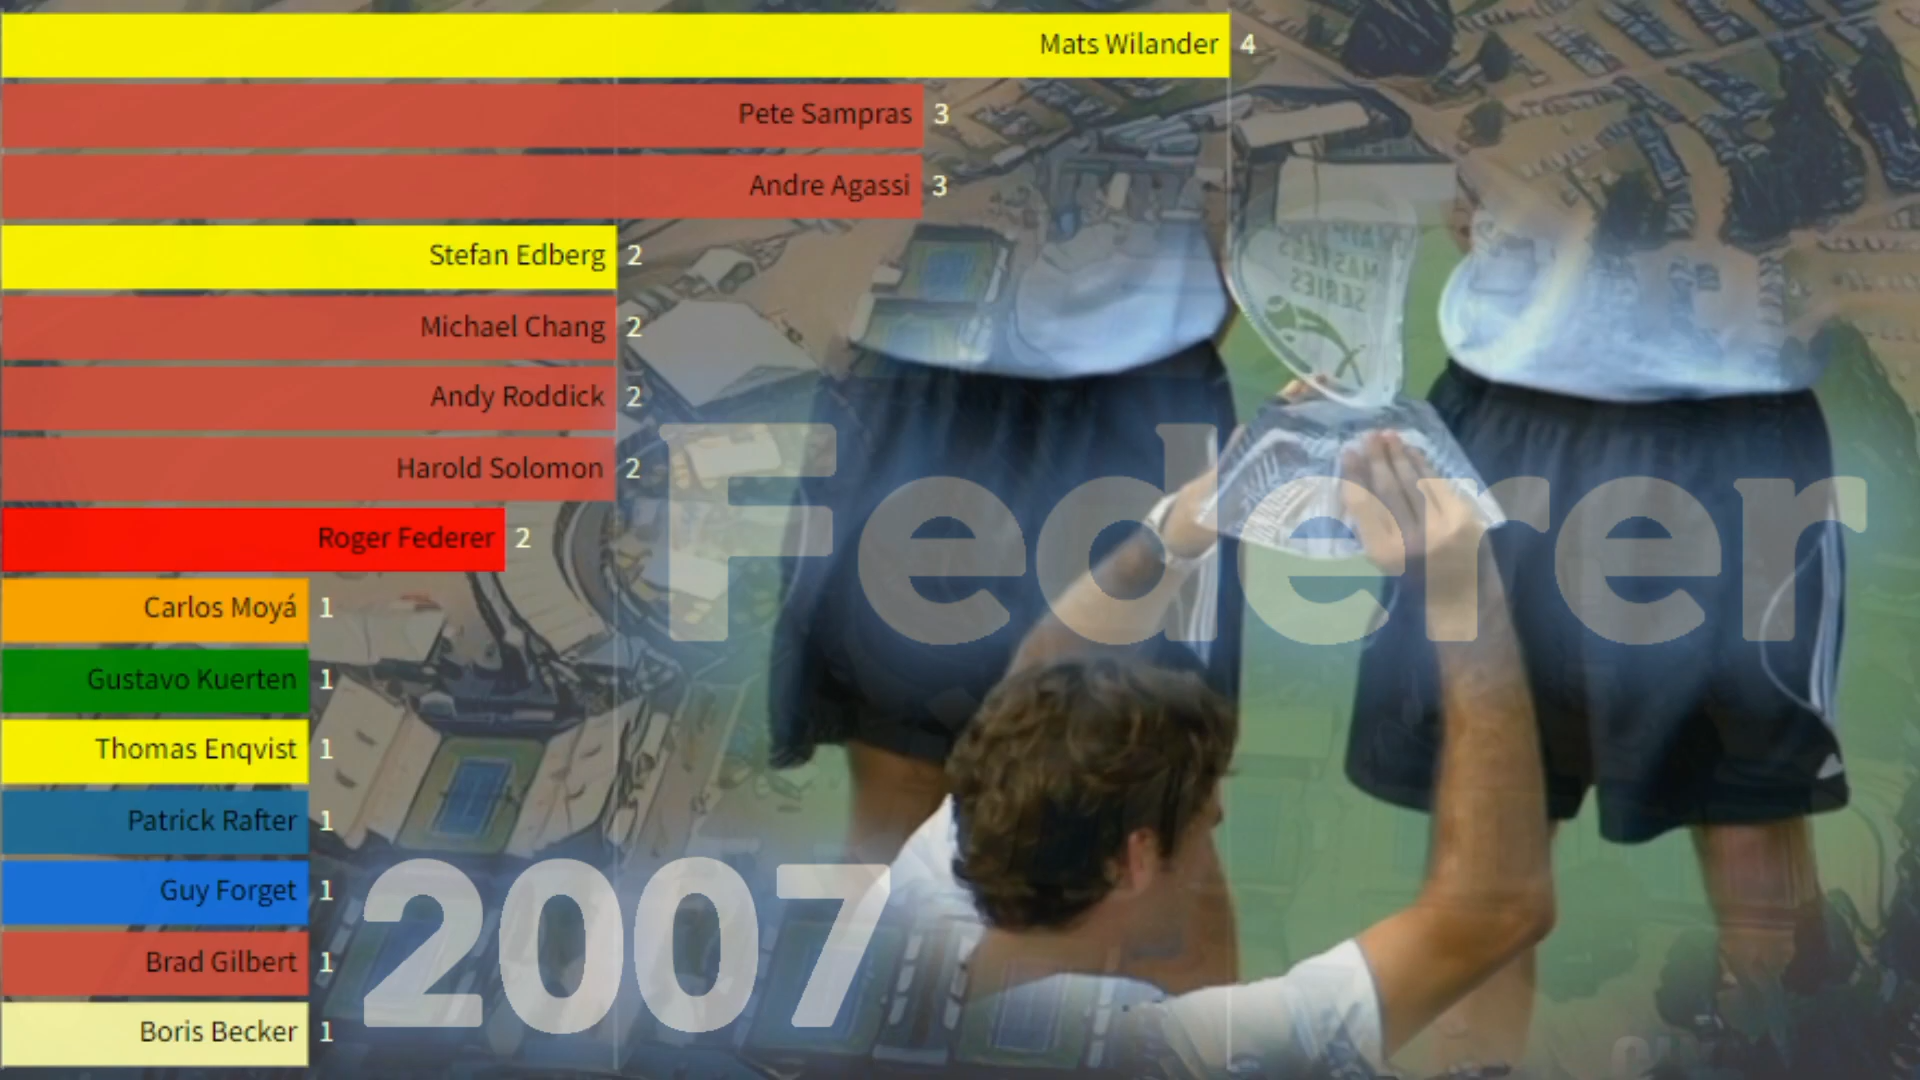 Mats Wilander 4
Pete Sampras 3
Andre Agassi 3
Stefan Edberg 2
Michael Chang 2
Andy Roddick 2
Harold Solomon 2
Roger Federer 2
Carlos Moyá 1
Gustavo Kuerten 1
Thomas Enqvist 1
Patrick Rafter 1
Guy Forget 1
Brad Gilbert 1
Boris Becker 1
MASTERS
SERIES
Federer
2007